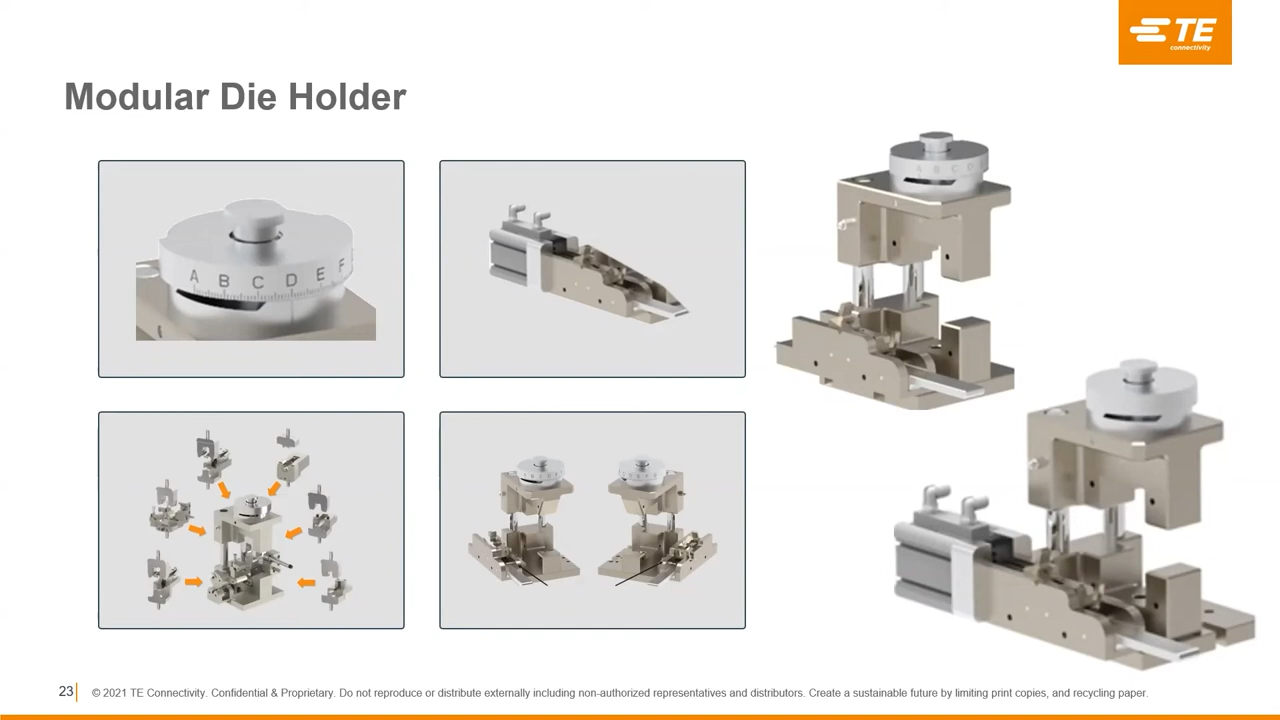 TE
connectivity
Modular Die Holder
A B C D E F
A B C D
23 © 2021 TE Connectivity. Confidential & Proprietary. Do not reproduce or distribute externally including non-authorized representatives and distributors. Create a sustainable future by limiting print copies, and recycling paper.